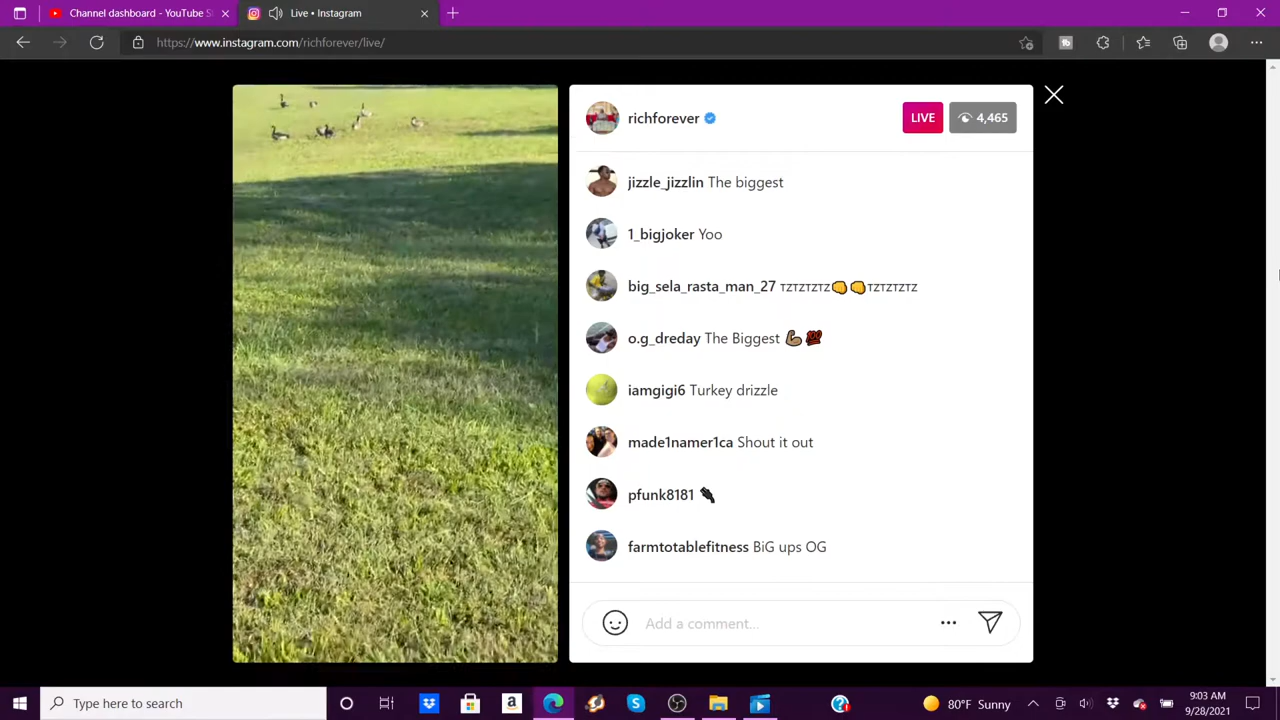 Channel dashboard - YouTube S
Live • Instagram
https://www.instagram.com/richforever/live/
richforever
LIVE
4,465
jizzle_jizzlin The biggest
1_bigjoker Yoo
big_sela_rasta_man_27 TZTZTZTZ👊👊TZTZTZTZ
o.g_dreday The Biggest 💪🏽💯
iamgigi6 Turkey drizzle
made1namer1ca Shout it out
pfunk8181
farmtotablefitness BiG ups OG
Add a comment...
Type here to search
80°F Sunny
9:03 AM
9/28/2021